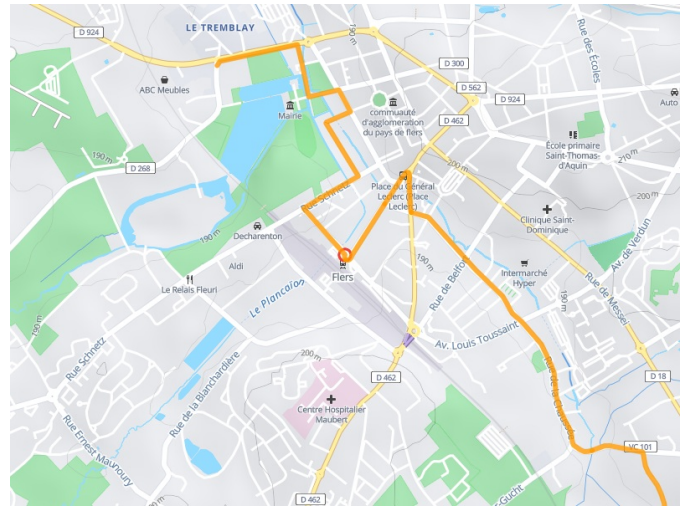 D 924
LE TREMBLAY
190 m
Rue des Écoles
D 300
D 562
D 924
Auto
ABC Meubles
Mairie
communauté
d'agglomération
du pays de flers
D 462
École primaire
Saint-Thomas-
d'Aquin
190 m
D 268
200 m
210 m
Place du Général
Leclerc (Place
Leclerc)
Rue Schnetz
Clinique Saint-
Dominique
190 m
Decharenton
Aldi
Flers
Le Relais Fleuri
190 m
Intermarché
Hyper
Av. de Verdun
Rue de Belfort
Rue de Messei
190 m
190 m
Av. Louis Toussaint
200 m
Rue Schnetz
Rue de la Blanchardière
Rue de la Chaussée
D 462
D 18
Centre Hospitalier
Maubert
Rue Ernest Maunoury
VC 101
D 462